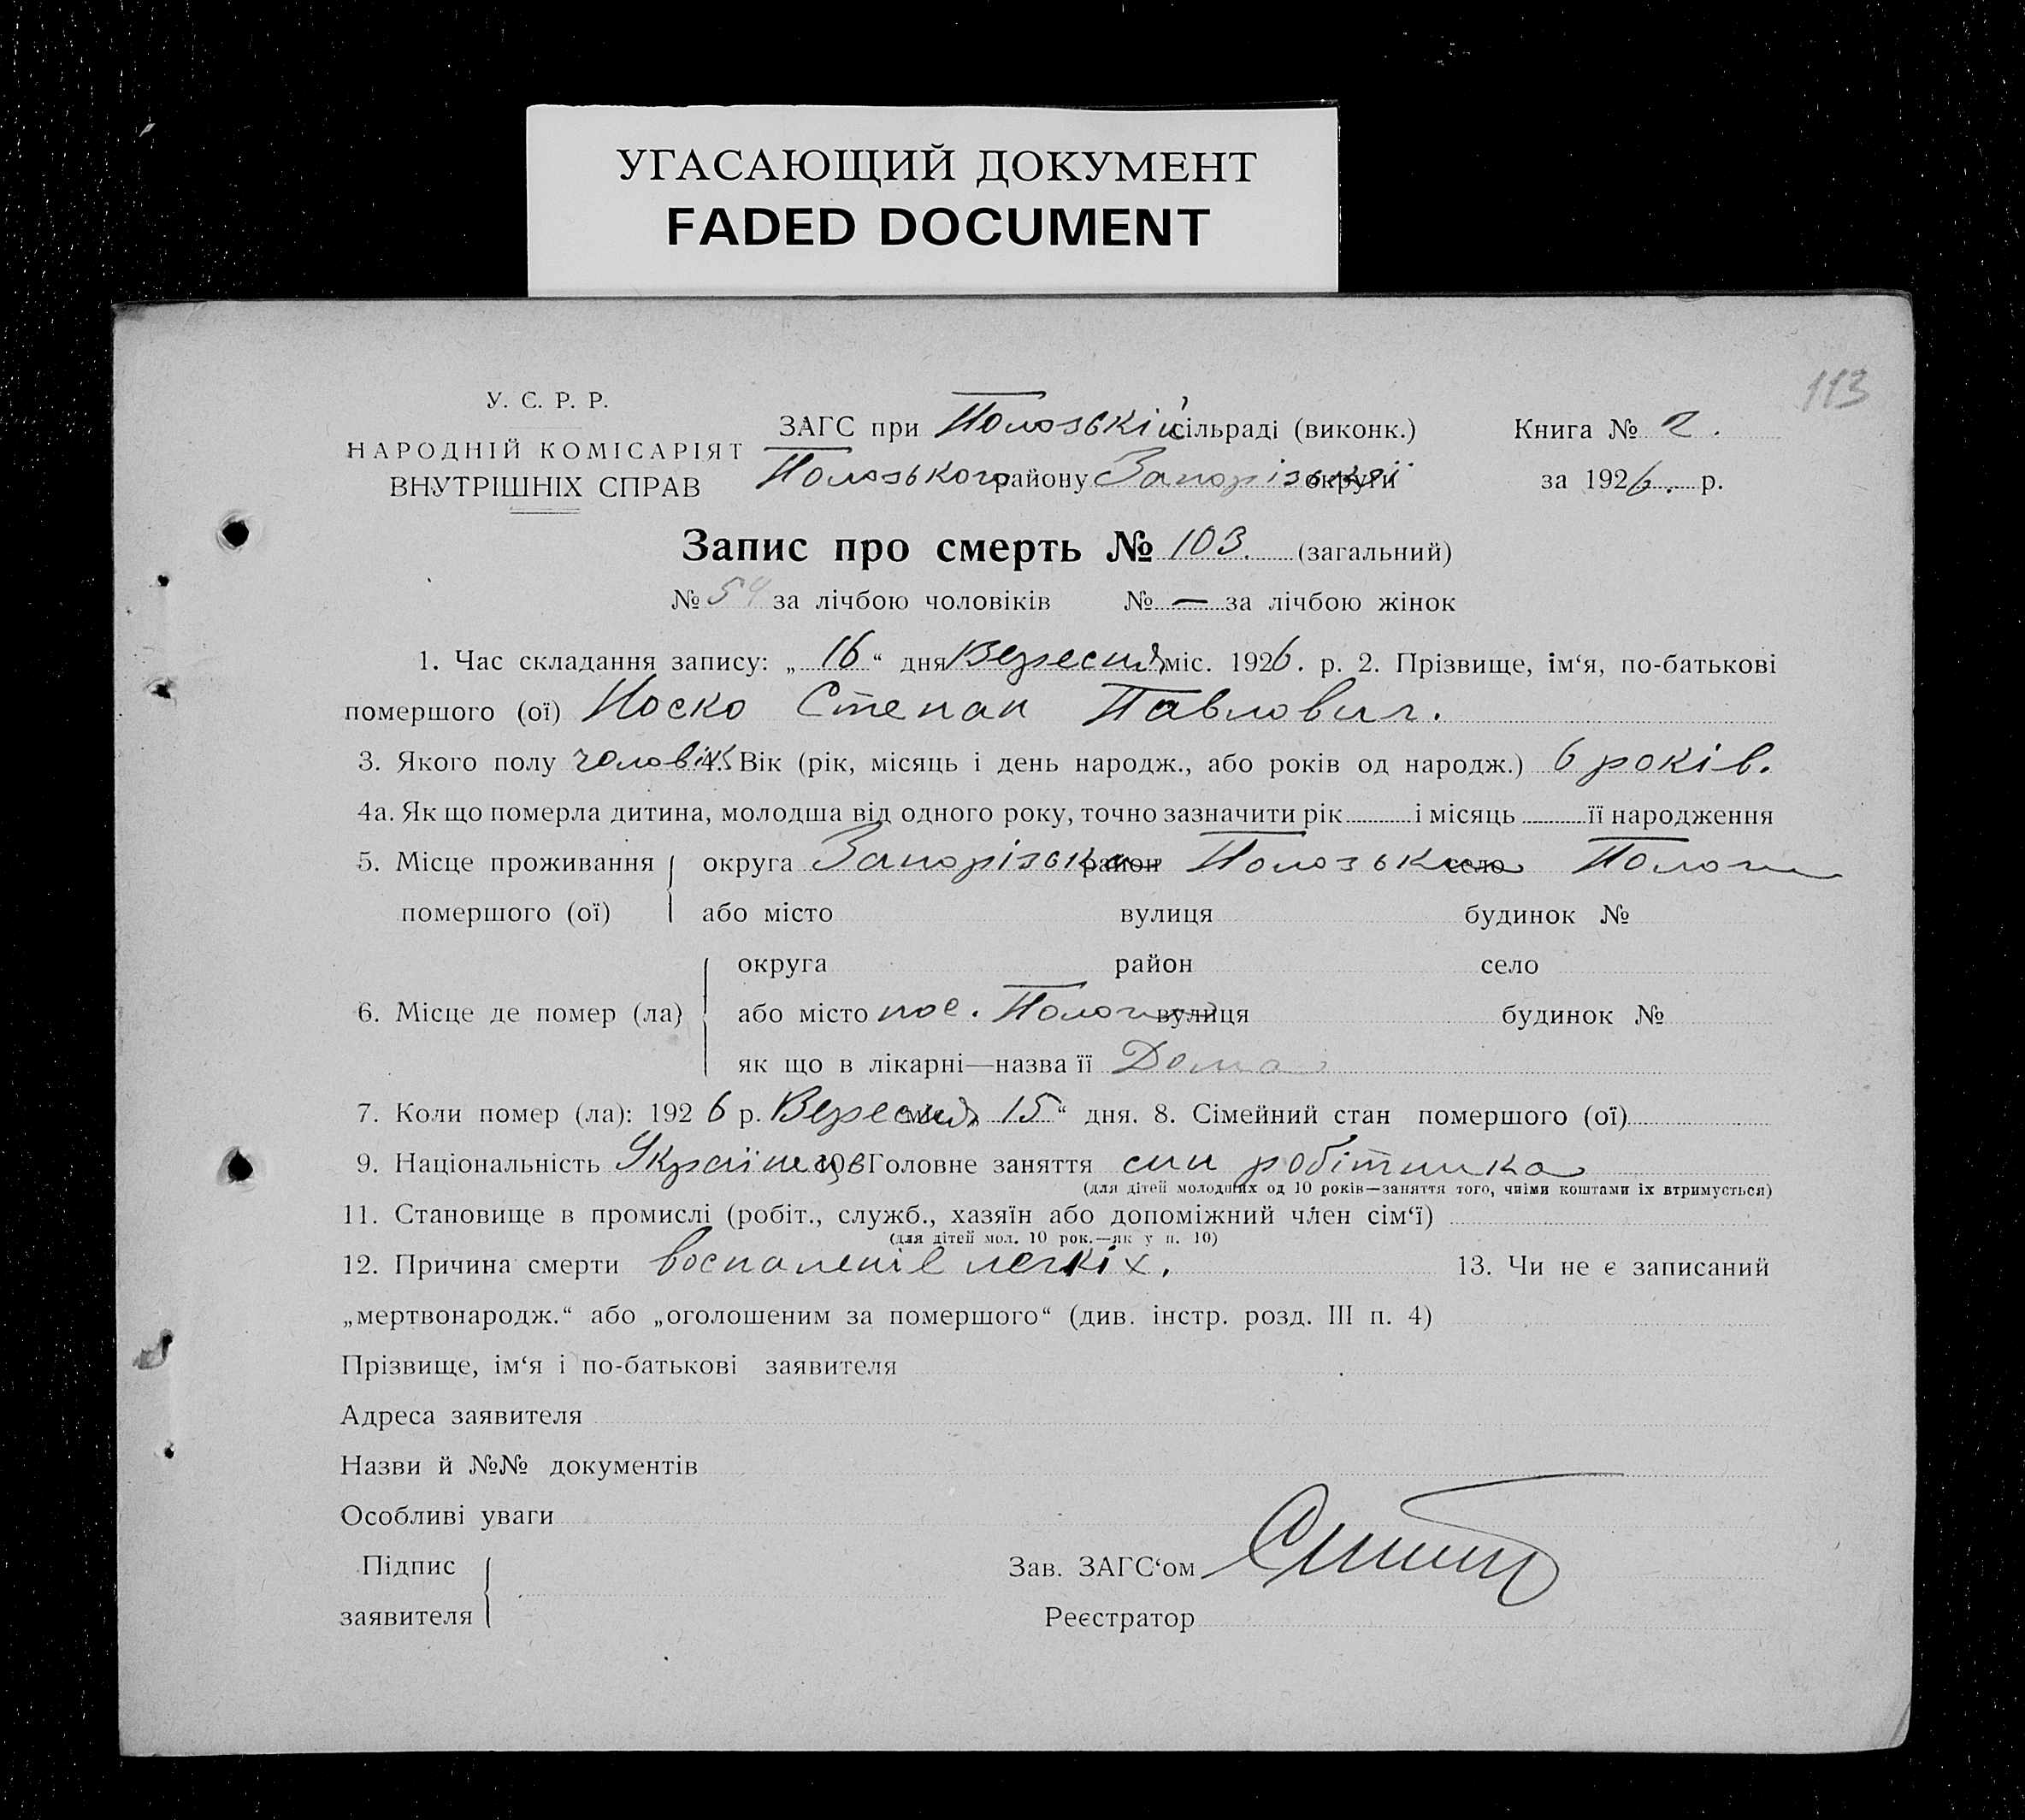 УГАСАЮЩИЙ ДОКУМЕНТ
FADED DOCUMENT
113
У. С. Р. Р.
НАРОДНІЙ КОМІСАРІЯТ
ВНУТРІШНІХ СПРАВ
ЗАГС при Пологівській сільраді (виконк.) Книга № 2.
Пологського району Запорізської округи за 1926. р.
Запис про смерть № 103. (загальний)
№ 54 за лічбою чоловіків № — за лічбою жінок
1. Час складання запису: „ 16 “ дня Вересня міс. 1926. р. 2. Прізвище, ім‘я, по-батькові
помершого (ої) Носко Степан Павлович.
3. Якого полу чоловік 4. Вік (рік, місяць і день народж., або років од народж.) 6 років.
4а. Як що померла дитина, молодша від одного року, точно зазначити рік і місяць її народження
5. Місце проживання округа Запорізська район Положська село Пологи
помершого (ої) або місто вулиця будинок №
округа район село
6. Місце де помер (ла) або місто пос. Пологи вулиця будинок №
як що в лікарні—назва її Дома
7. Коли помер (ла): 1926 р. Вересня міс. 15 “ дня. 8. Сімейний стан помершого (ої)
9. Національність Українець 10. Головне заняття син робітника
(для дітей молодших од 10 років—заняття того, чиїми коштами їх втримується)
11. Становище в промислі (робіт., служб., хазяїн або допоміжний член сім‘ї)
(для дітей мол. 10 рок.—як у п. 10)
12. Причина смерти воспаленіе легкіх. 13. Чи не є записаний
„мертвонародж.“ або „оголошеним за помершого“ (див. інстр. розд. III п. 4)
Прізвище, ім‘я і по-батькові заявителя
Адреса заявителя
Назви й №№ документів
Особливі уваги
Підпис
заявителя
Зав. ЗАГС‘ом
Реєстратор